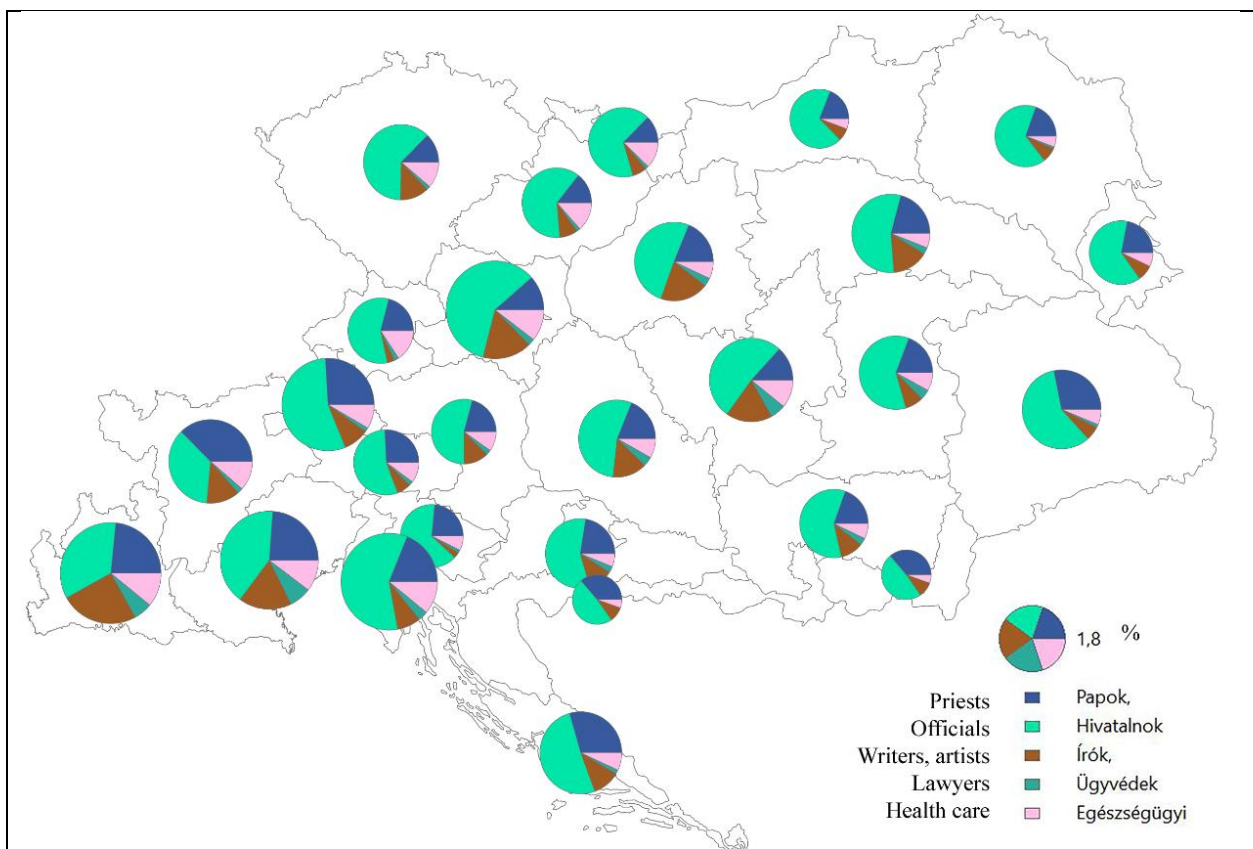 1,8 %
Priests Papok,
Officials Hivatalnok
Writers, artists Írók,
Lawyers Ügyvédek
Health care Egészségügyi